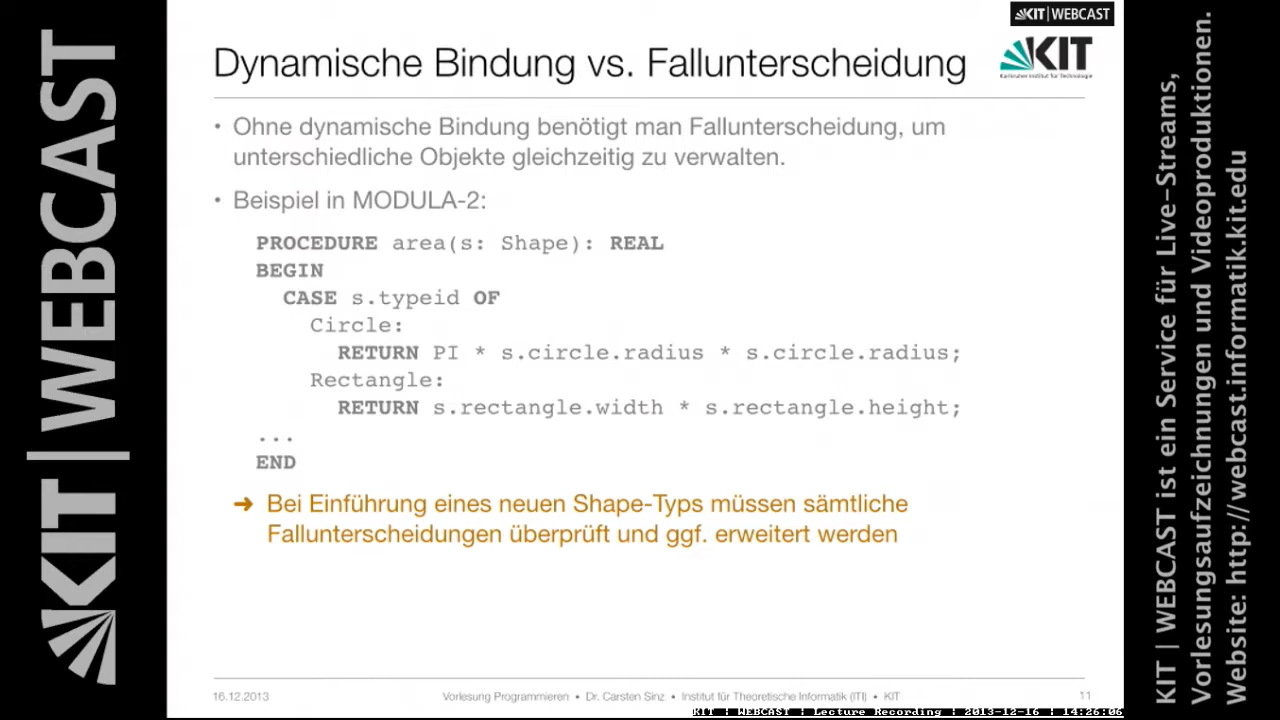 KIT | WEBCAST
KIT | WEBCAST
Dynamische Bindung vs. Fallunterscheidung
KIT
Karlsruher Institut für Technologie
• Ohne dynamische Bindung benötigt man Fallunterscheidung, um
unterschiedliche Objekte gleichzeitig zu verwalten.
• Beispiel in MODULA-2:
PROCEDURE area(s: Shape): REAL
BEGIN
CASE s.typeid OF
Circle:
RETURN PI * s.circle.radius * s.circle.radius;
Rectangle:
RETURN s.rectangle.width * s.rectangle.height;
...
END
➜ Bei Einführung eines neuen Shape-Typs müssen sämtliche
Fallunterscheidungen überprüft und ggf. erweitert werden
16.12.2013 Vorlesung Programmieren • Dr. Carsten Sinz • Institut für Theoretische Informatik (ITI) • KIT 11
KIT | WEBCAST : Lecture Recording : 2013-12-16 : 14:26:06
KIT | WEBCAST ist ein Service für Live-Streams,
Vorlesungsaufzeichnungen und Videoproduktionen.
Website: http://webcast.informatik.kit.edu